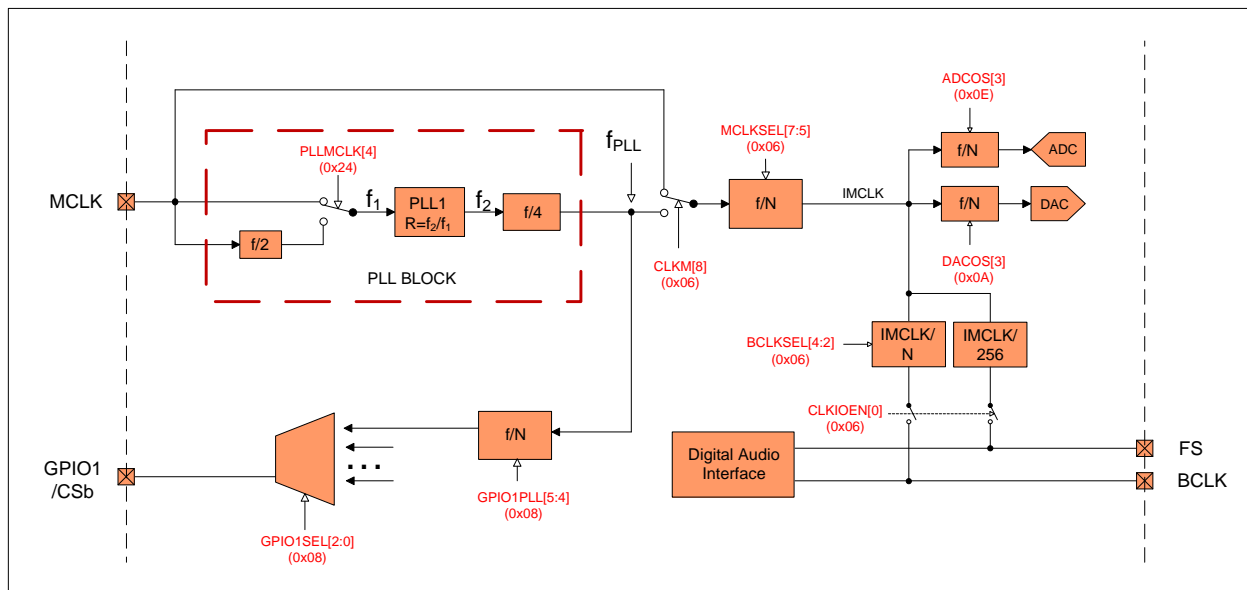 ADCOS[3]
(0x0E)
MCLKSEL[7:5]
(0x06)
f/N
ADC
PLLMCLK[4]
(0x24)
fPLL
MCLK
f1
PLL1
R=f2/f1
f2
f/4
f/N
IMCLK
f/N
DAC
f/2
PLL BLOCK
CLKM[8]
(0x06)
DACOS[3]
(0x0A)
BCLKSEL[4:2]
(0x06)
IMCLK/
N
IMCLK/
256
CLKIOEN[0]
(0x06)
f/N
Digital Audio
Interface
FS
BCLK
GPIO1
/CSb
...
GPIO1PLL[5:4]
(0x08)
GPIO1SEL[2:0]
(0x08)